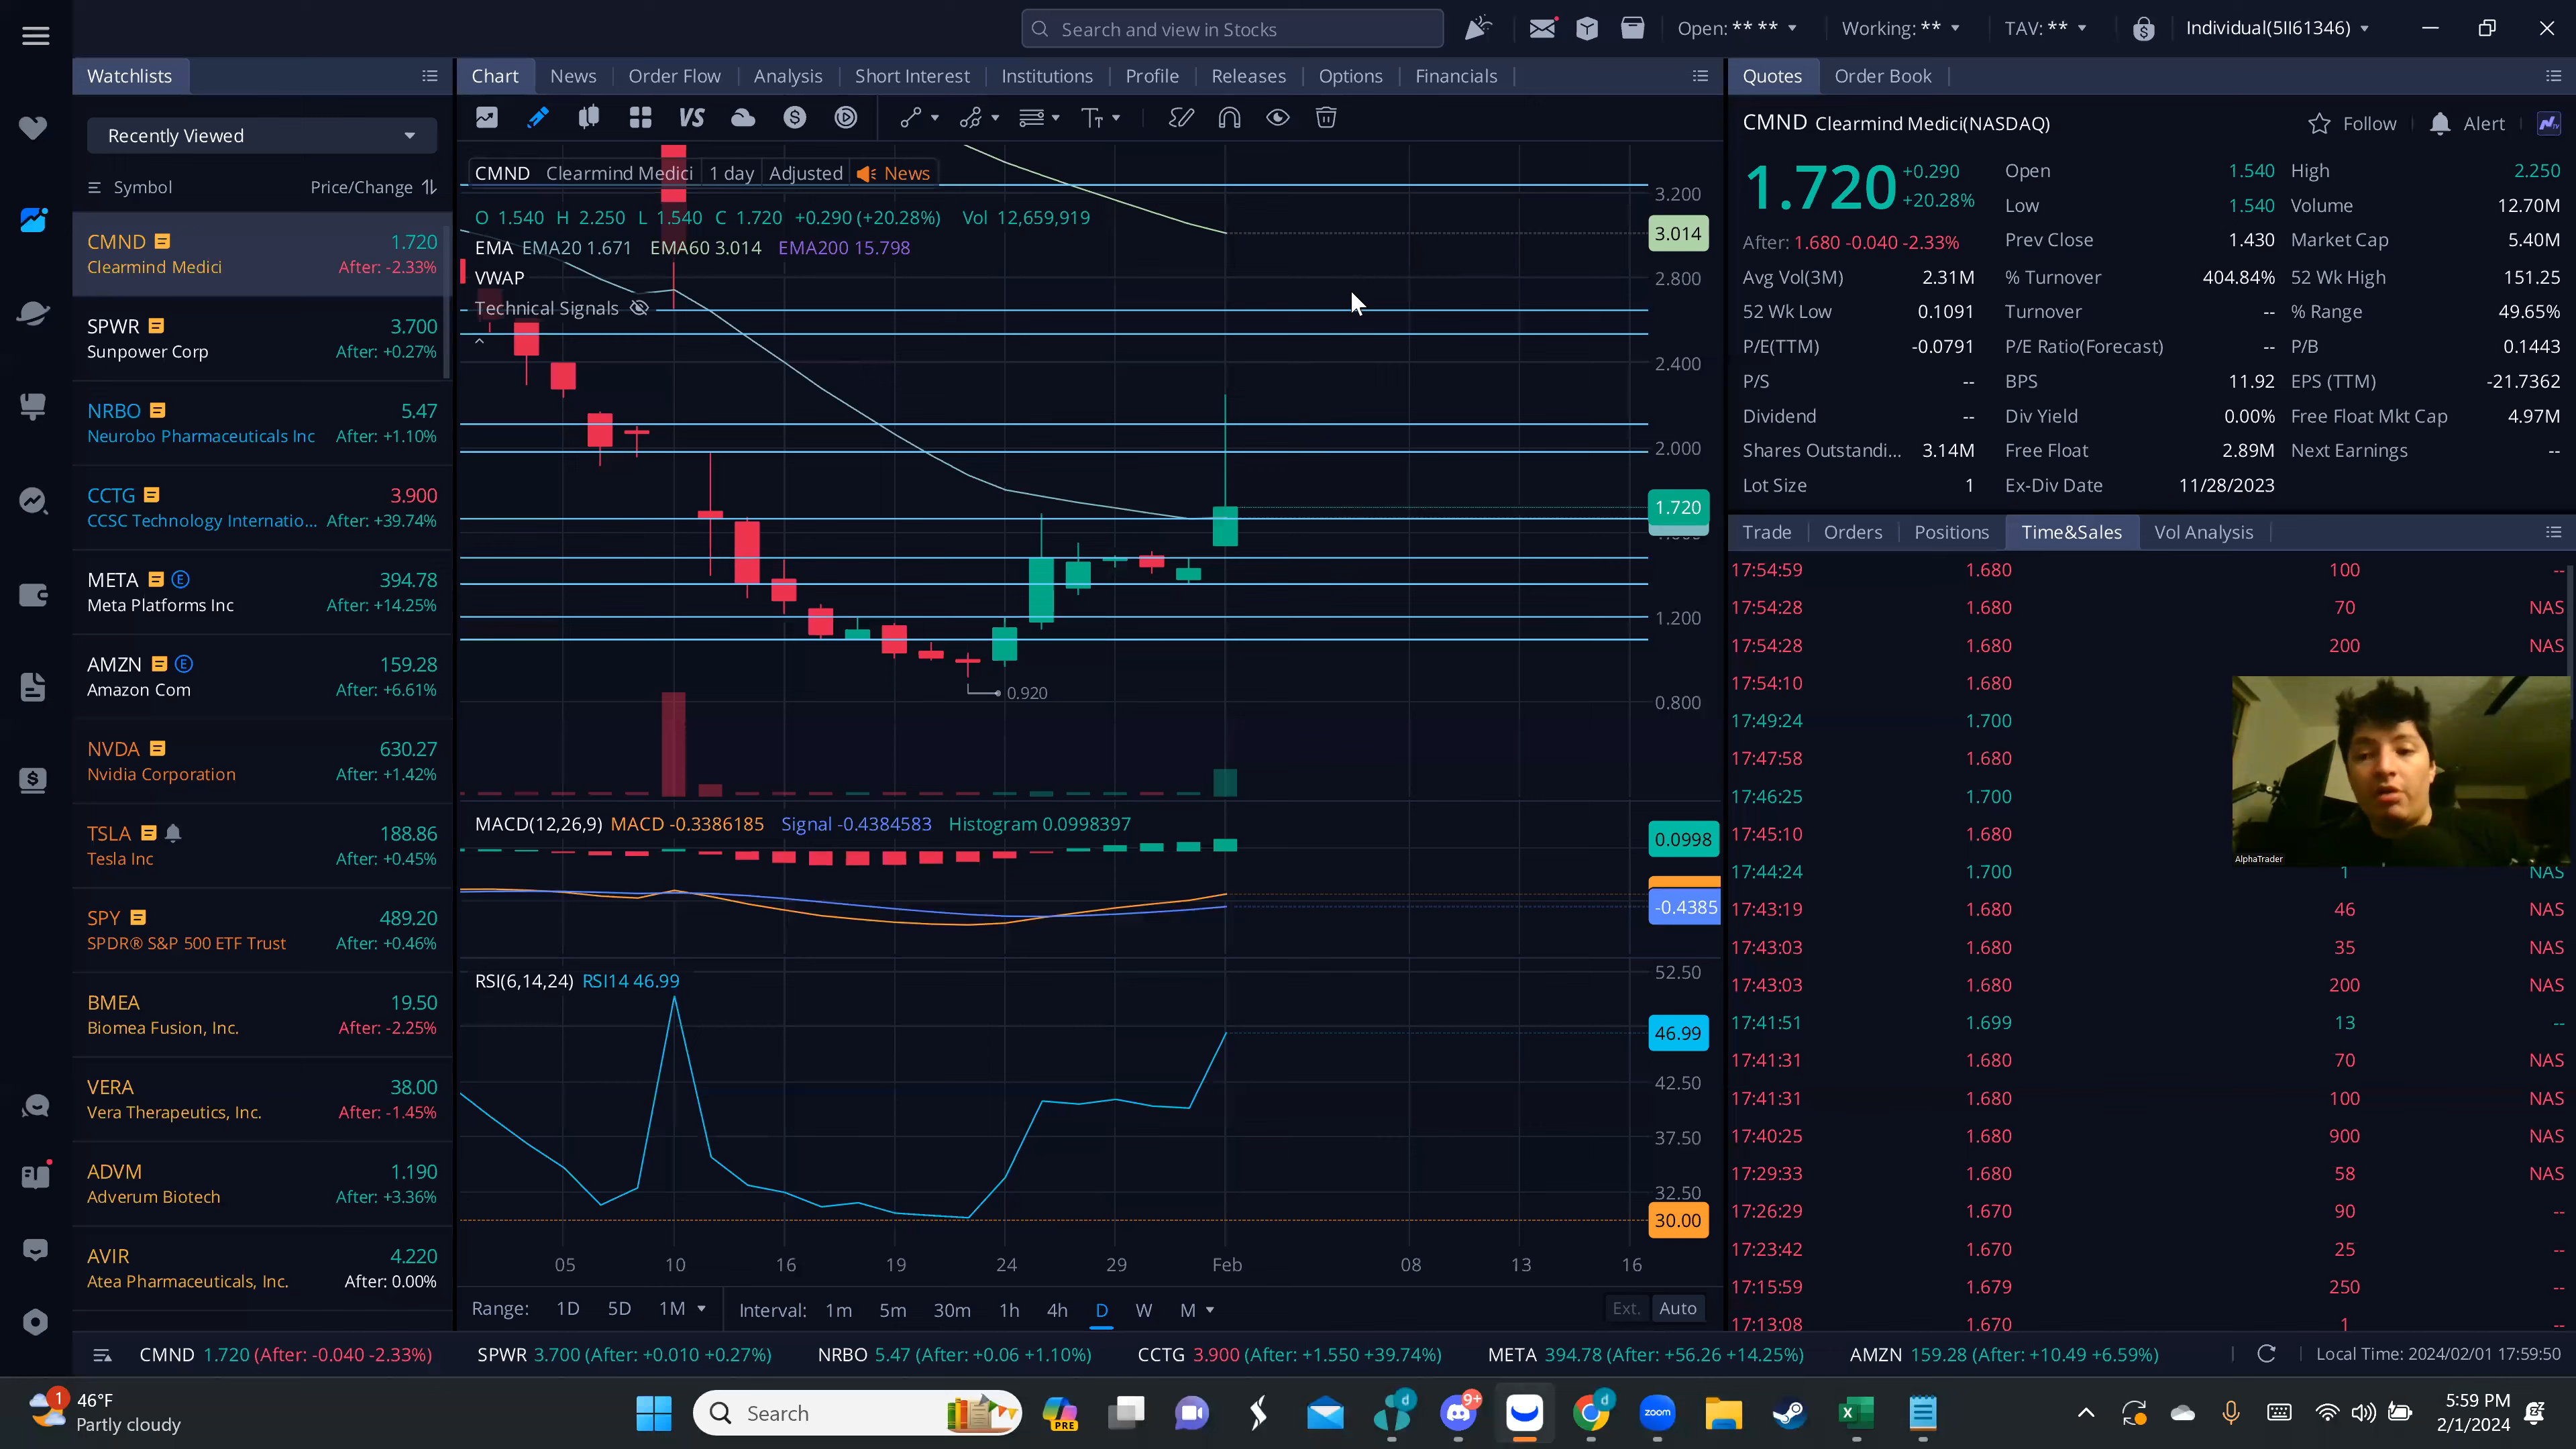 Search and view in Stocks
Open: ** **
Working: **
TAV: **
Individual(5II61346)
Watchlists
Recently Viewed
Symbol Price/Change
CMND 1.720
Clearmind Medici After: -2.33%
SPWR 3.700
Sunpower Corp After: +0.27%
NRBO 5.47
Neurobo Pharmaceuticals Inc After: +1.10%
CCTG 3.900
CCSC Technology Internatio... After: +39.74%
META E 394.78
Meta Platforms Inc After: +14.25%
AMZN E 159.28
Amazon Com After: +6.61%
NVDA 630.27
Nvidia Corporation After: +1.42%
TSLA 188.86
Tesla Inc After: +0.45%
SPY 489.20
SPDR® S&P 500 ETF Trust After: +0.46%
BMEA 19.50
Biomea Fusion, Inc. After: -2.25%
VERA 38.00
Vera Therapeutics, Inc. After: -1.45%
ADVM 1.190
Adverum Biotech After: +3.36%
AVIR 4.220
Atea Pharmaceuticals, Inc. After: 0.00%
Chart News Order Flow Analysis Short Interest Institutions Profile Releases Options Financials
VS
CMND Clearmind Medici 1 day Adjusted News
O 1.540 H 2.250 L 1.540 C 1.720 +0.290 (+20.28%) Vol 12,659,919
EMA EMA20 1.671 EMA60 3.014 EMA200 15.798
VWAP
Technical Signals
3.200
3.014
2.800
2.400
2.000
1.720
1.200
0.800
0.920
MACD(12,26,9) MACD -0.3386185 Signal -0.4384583 Histogram 0.0998397
0.0998
-0.4385
RSI(6,14,24) RSI14 46.99
52.50
46.99
42.50
37.50
32.50
30.00
05 10 16 19 24 29 Feb 08 13 16
Range: 1D 5D 1M Interval: 1m 5m 30m 1h 4h D W M Ext. Auto
Quotes Order Book
CMND Clearmind Medici(NASDAQ) Follow Alert
1.720 +0.290
+20.28%
After: 1.680 -0.040 -2.33%
Open 1.540 High 2.250
Low 1.540 Volume 12.70M
Prev Close 1.430 Market Cap 5.40M
Avg Vol(3M) 2.31M % Turnover 404.84% 52 Wk High 151.25
52 Wk Low 0.1091 Turnover -- % Range 49.65%
P/E(TTM) -0.0791 P/E Ratio(Forecast) -- P/B 0.1443
P/S -- BPS 11.92 EPS (TTM) -21.7362
Dividend -- Div Yield 0.00% Free Float Mkt Cap 4.97M
Shares Outstandi... 3.14M Free Float 2.89M Next Earnings --
Lot Size 1 Ex-Div Date 11/28/2023
Trade Orders Positions Time&Sales Vol Analysis
17:54:59 1.680 100 --
17:54:28 1.680 70 NAS
17:54:28 1.680 200 NAS
17:54:10 1.680
17:49:24 1.700
17:47:58 1.680
17:46:25 1.700
17:45:10 1.680
AlphaTrader
17:44:24 1.700 1 NAS
17:43:19 1.680 46 NAS
17:43:03 1.680 35 NAS
17:43:03 1.680 200 NAS
17:41:51 1.699 13 --
17:41:31 1.680 70 NAS
17:41:31 1.680 100 NAS
17:40:25 1.680 900 NAS
17:29:33 1.680 58 NAS
17:26:29 1.670 90 --
17:23:42 1.670 25 --
17:15:59 1.679 250 --
17:13:08 1.670 1 --
CMND 1.720 (After: -0.040 -2.33%) SPWR 3.700 (After: +0.010 +0.27%) NRBO 5.47 (After: +0.06 +1.10%) CCTG 3.900 (After: +1.550 +39.74%) META 394.78 (After: +56.26 +14.25%) AMZN 159.28 (After: +10.49 +6.59%) Local Time: 2024/02/01 17:59:50
1
46°F
Partly cloudy
Search
PRE
d
9+
d
zoom
5:59 PM
2/1/2024